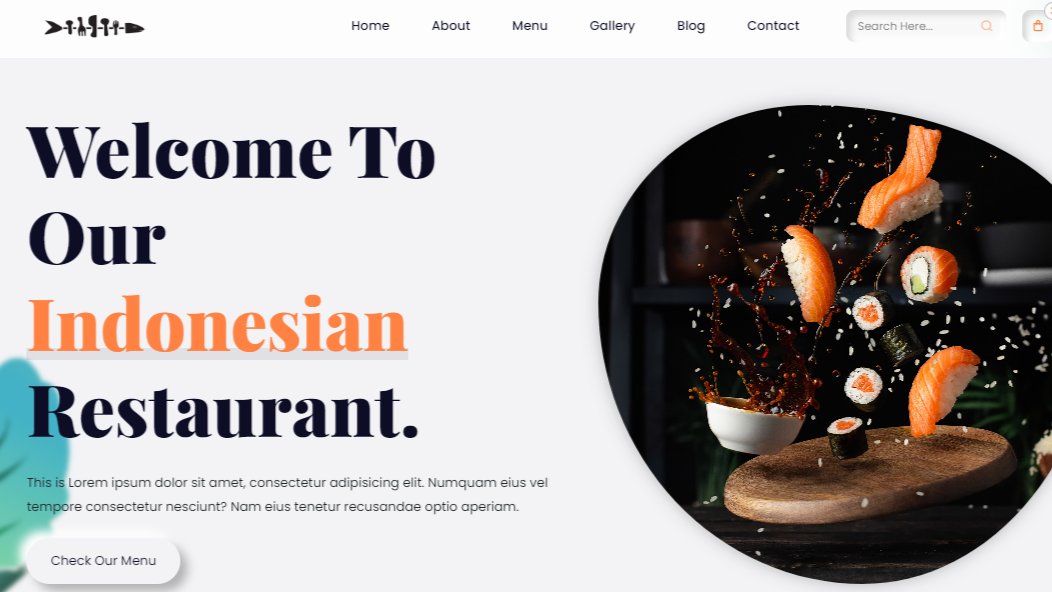 Home About Menu Gallery Blog Contact Search Here...
Welcome To
Our
Indonesian
Restaurant.
This is Lorem ipsum dolor sit amet, consectetur adipisicing elit. Numquam eius vel
tempore consectetur nesciunt? Nam eius tenetur recusandae optio aperiam.
Check Our Menu